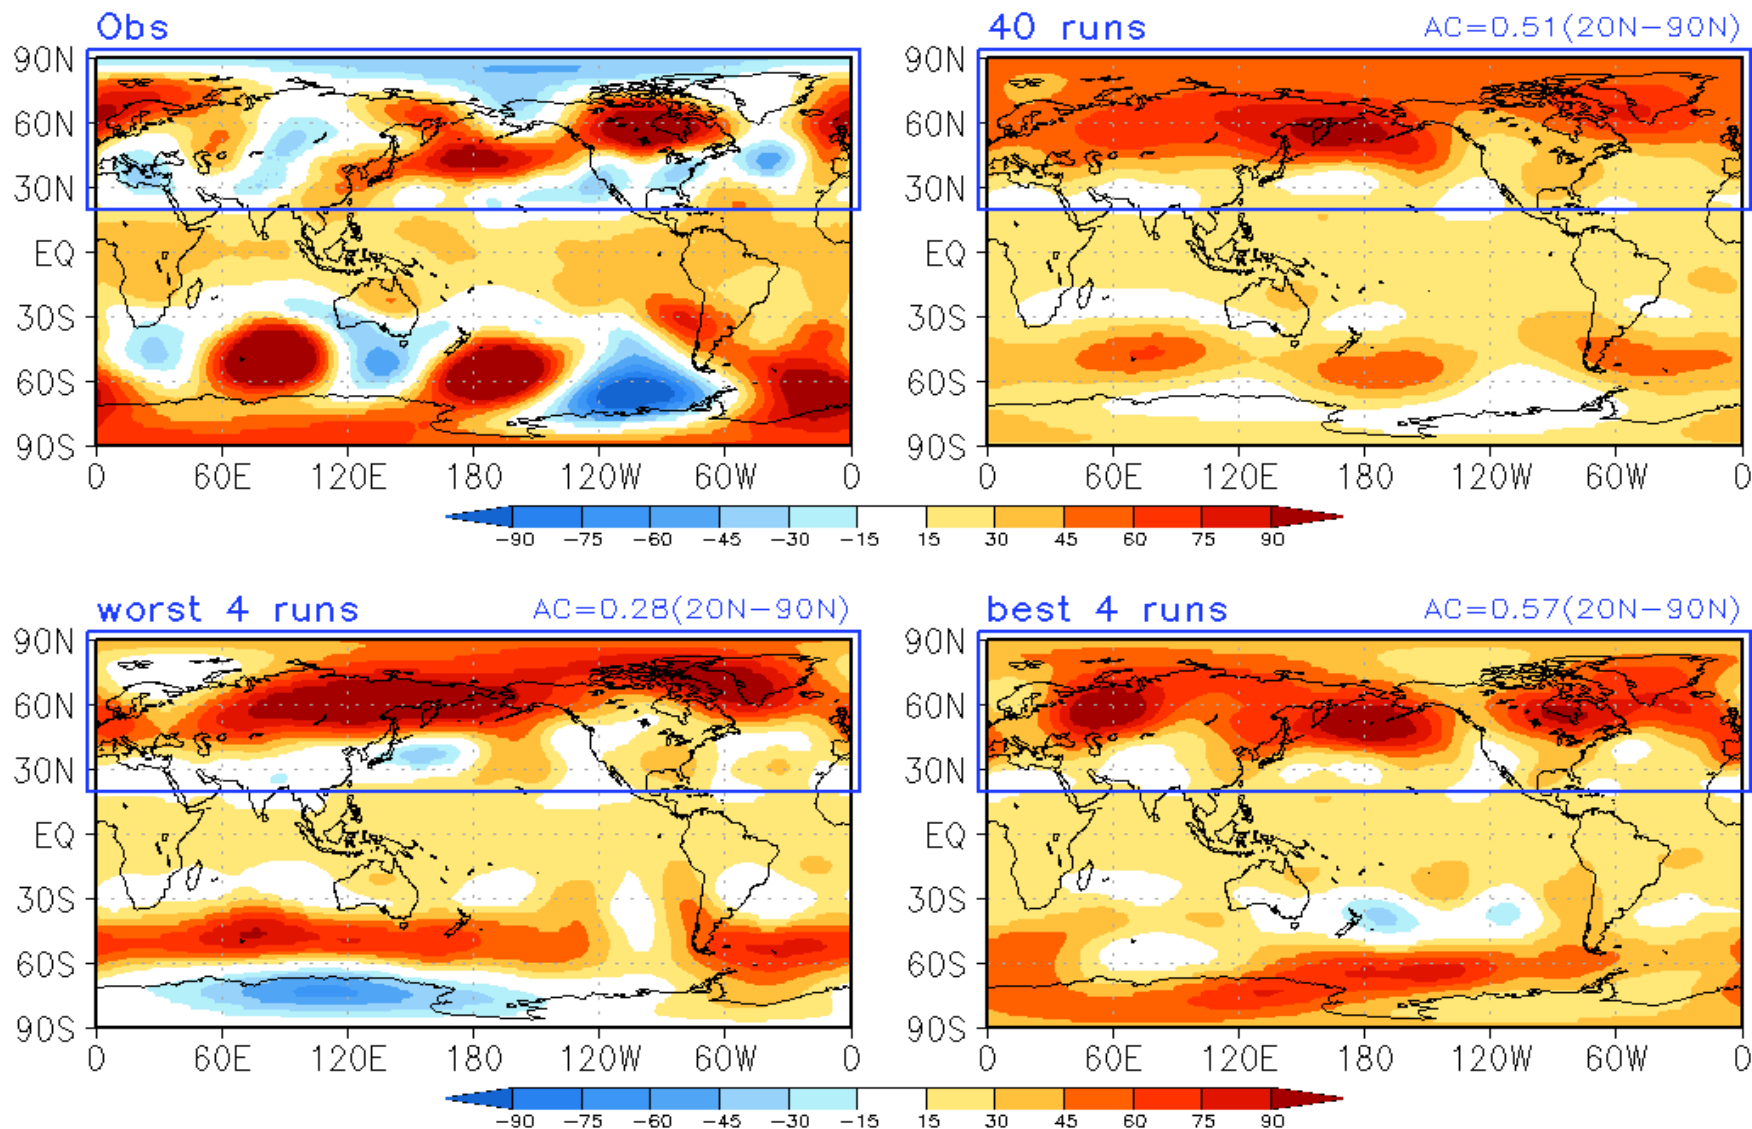 Obs
40 runs AC=0.51(20N−90N)
90N 90N
60N 60N
30N 30N
EQ EQ
30S 30S
60S 60S
90S 90S
0 60E 120E 180 120W 60W 0 0 60E 120E 180 120W 60W 0
−90 −75 −60 −45 −30 −15 15 30 45 60 75 90
worst 4 runs AC=0.28(20N−90N) best 4 runs AC=0.57(20N−90N)
90N 90N
60N 60N
30N 30N
EQ EQ
30S 30S
60S 60S
90S 90S
0 60E 120E 180 120W 60W 0 0 60E 120E 180 120W 60W 0
−90 −75 −60 −45 −30 −15 15 30 45 60 75 90